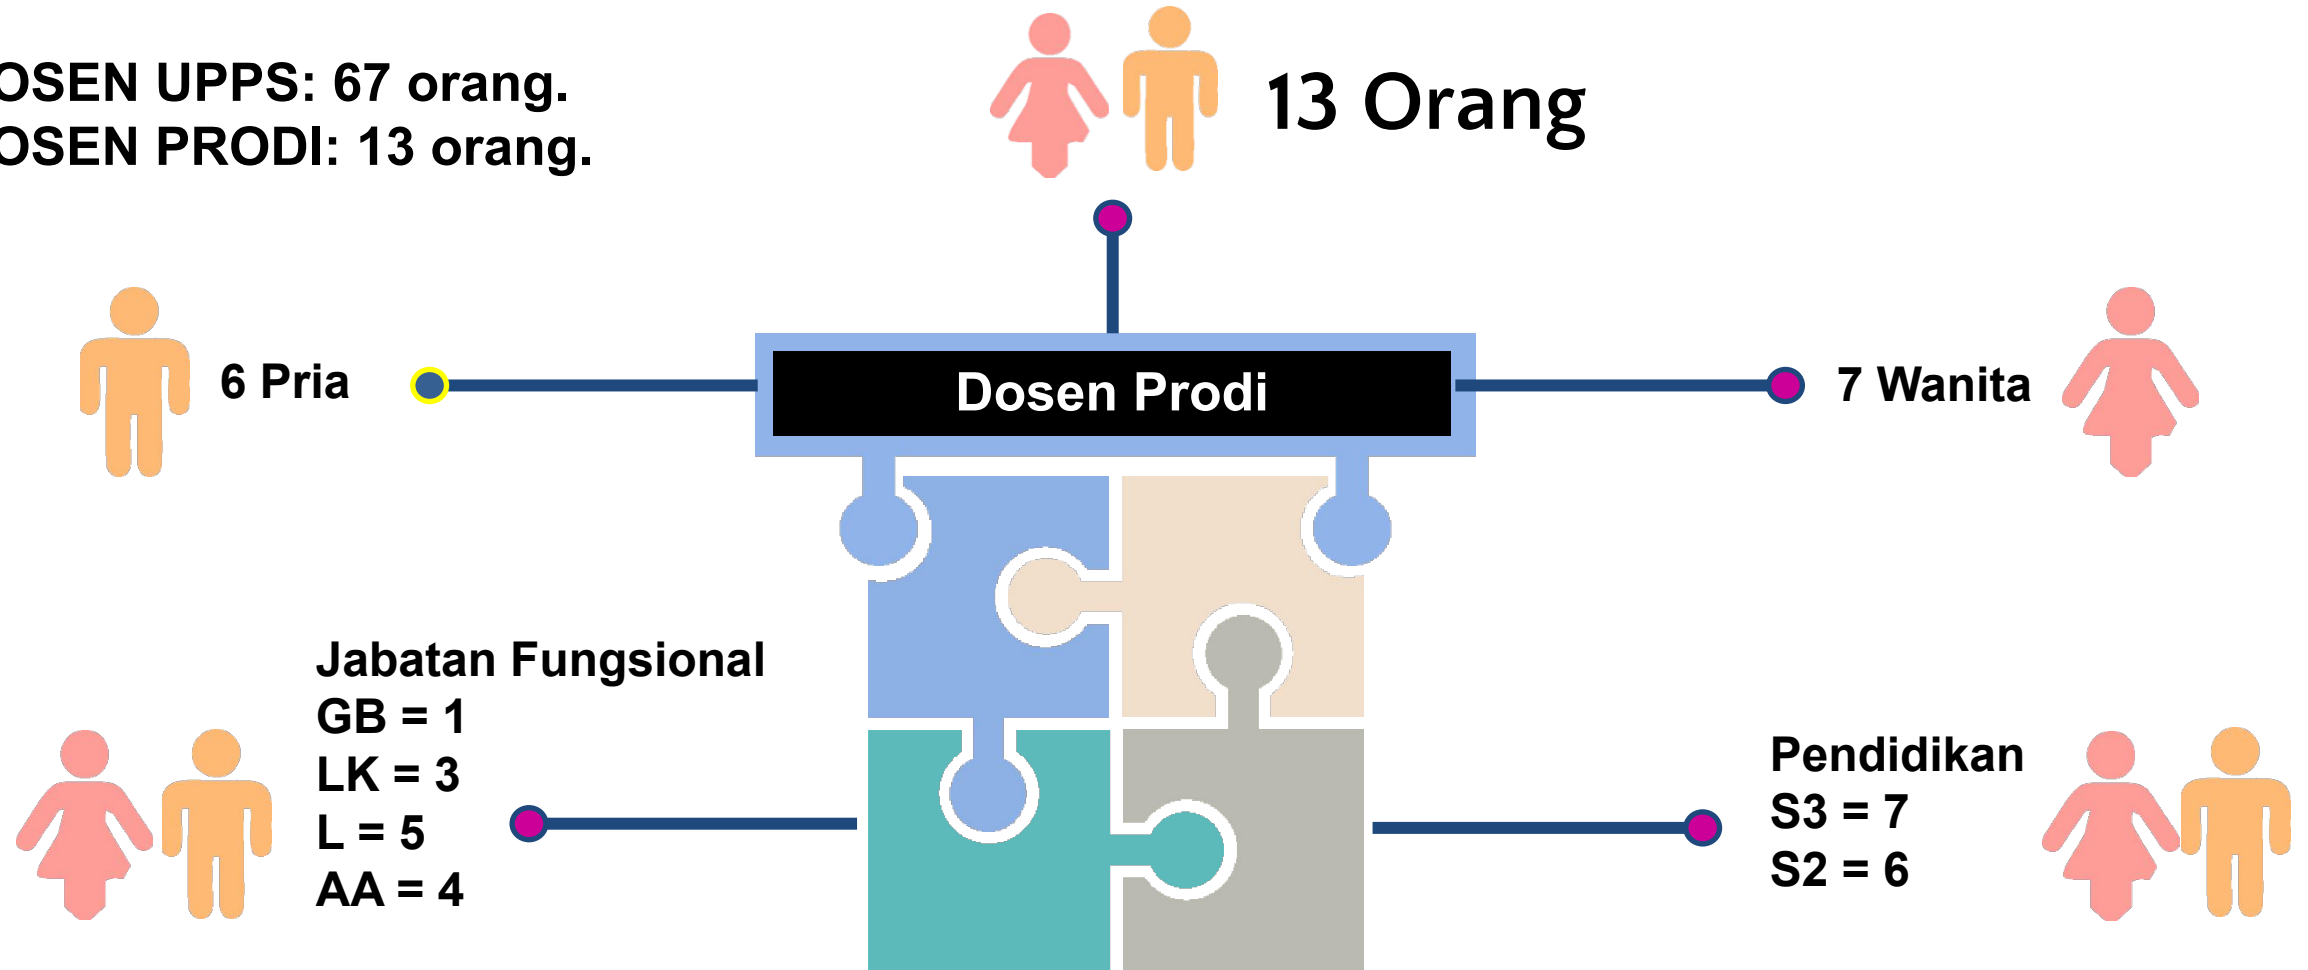 OSEN UPPS: 67 orang.
OSEN PRODI: 13 orang.
13 Orang
6 Pria
Dosen Prodi
7 Wanita
Jabatan Fungsional
GB = 1
LK = 3
L = 5
AA = 4
Pendidikan
S3 = 7
S2 = 6